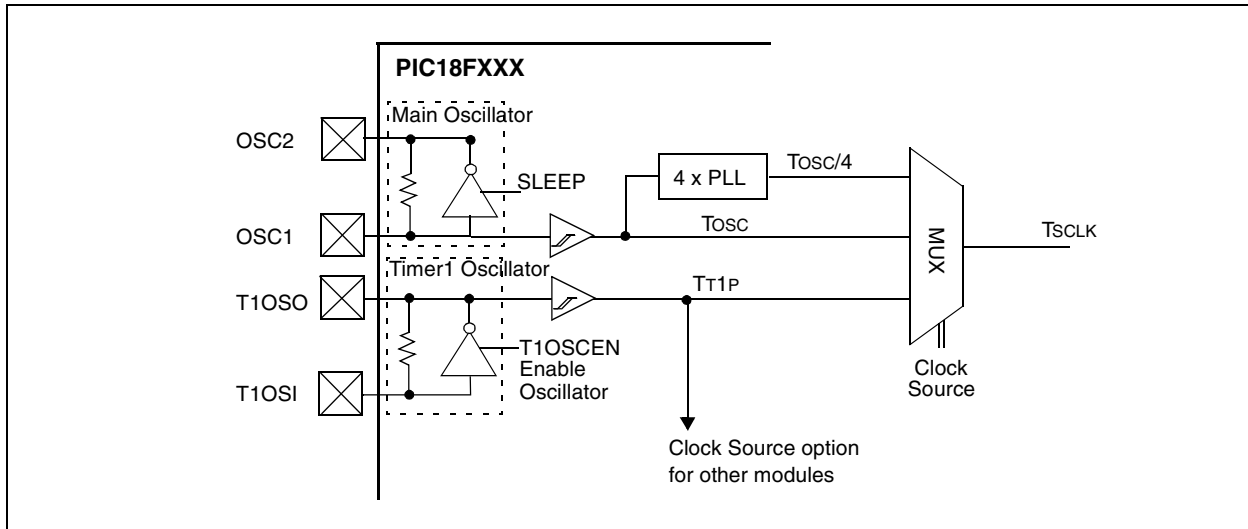 PIC18FXXX
Main Oscillator
OSC2
SLEEP
4 x PLL
TOSC/4
OSC1
TOSC
MUX
TSCLK
Timer1 Oscillator
T1OSO
TT1P
T1OSCEN
Enable
Oscillator
T1OSI
Clock
Source
Clock Source option
for other modules